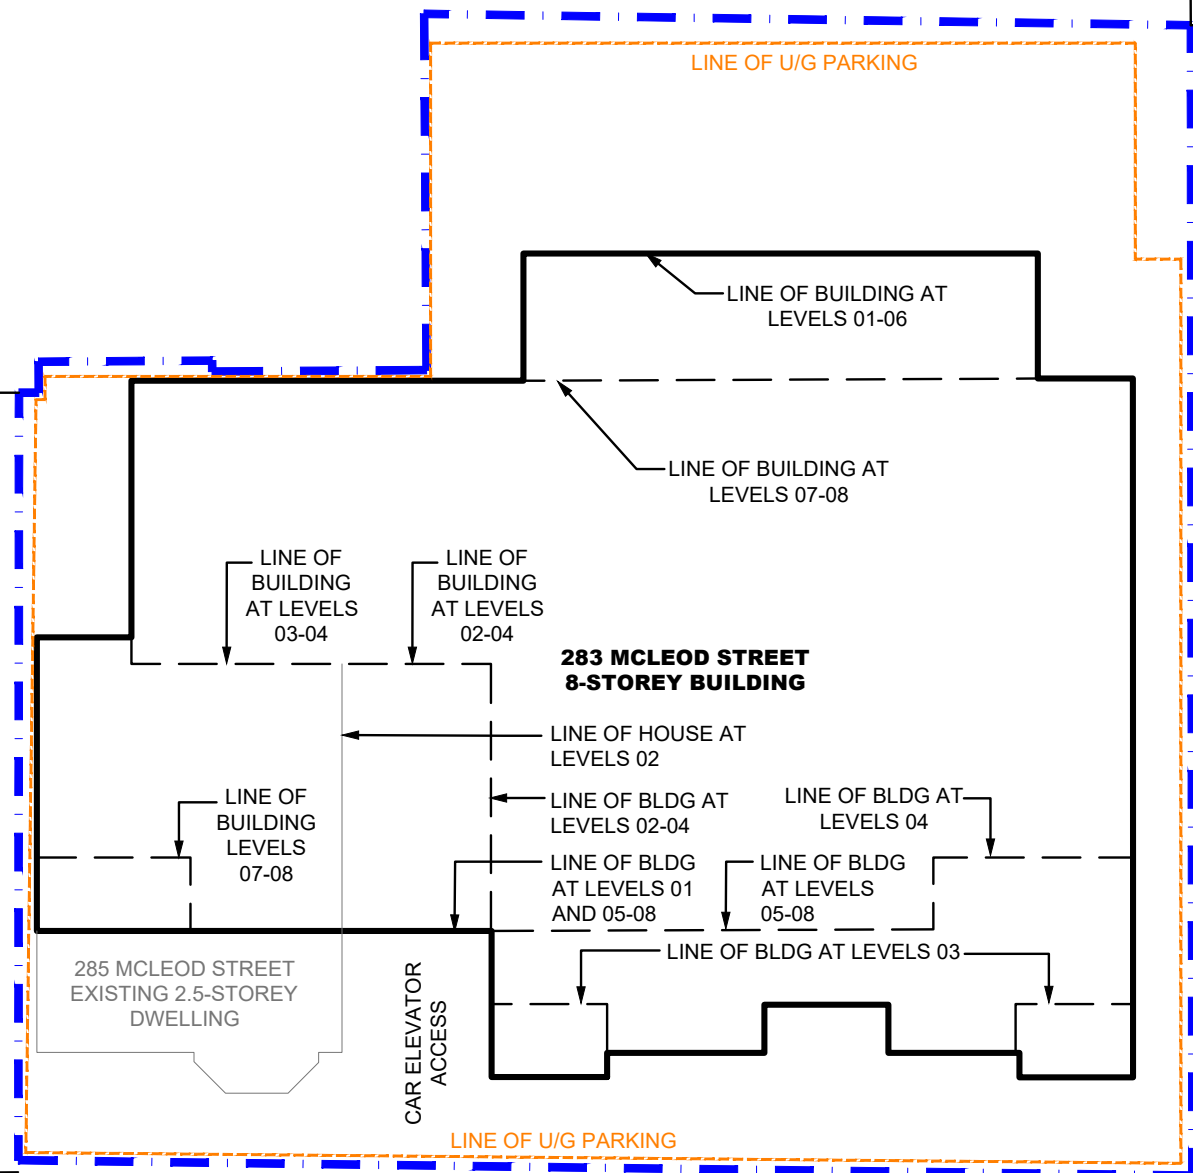 LINE OF U/G PARKING
LINE OF BUILDING AT
LEVELS 01-06
LINE OF BUILDING AT
LEVELS 07-08
LINE OF
BUILDING
AT LEVELS
03-04
LINE OF
BUILDING
AT LEVELS
02-04
283 MCLEOD STREET
8-STOREY BUILDING
LINE OF HOUSE AT
LEVELS 02
LINE OF BUILDING
LEVELS
07-08
LINE OF BLDG AT
LEVELS 02-04
LINE OF BLDG AT
LEVELS 04
LINE OF BLDG
AT LEVELS 01
AND 05-08
LINE OF BLDG
AT LEVELS
05-08
LINE OF BLDG AT LEVELS 03
285 MCLEOD STREET
EXISTING 2.5-STOREY
DWELLING
CAR ELEVATOR
ACCESS
LINE OF U/G PARKING